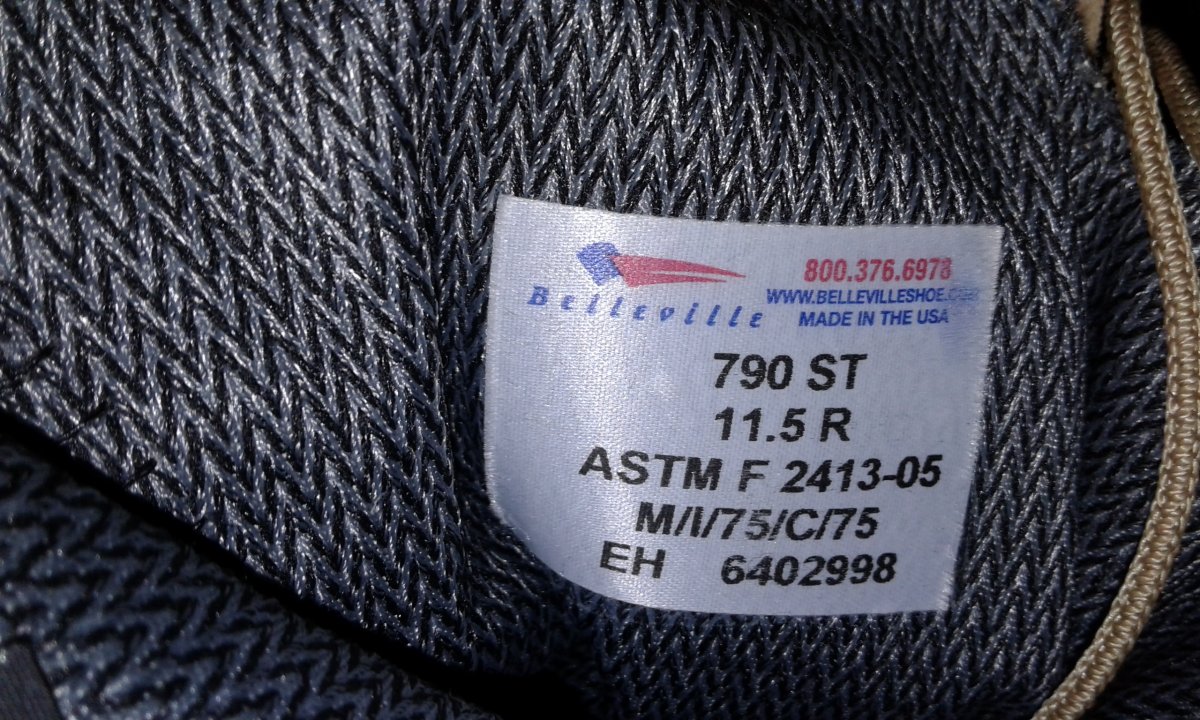 Belleville
800.376.6978
WWW.BELLEVILLESHOE.COM
MADE IN THE USA
790 ST
11.5 R
ASTM F 2413-05
M/I/75/C/75
EH 6402998